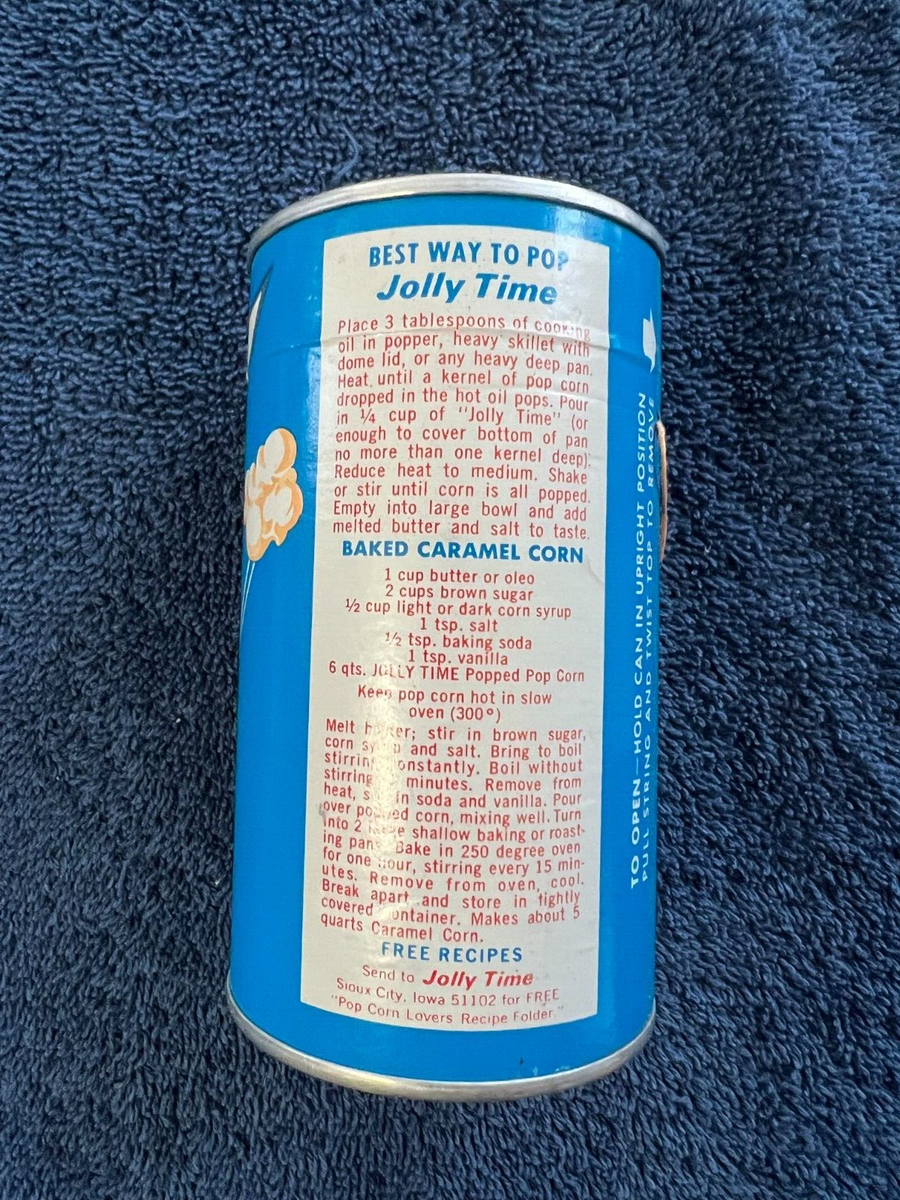 BEST WAY TO POP
Jolly Time
Place 3 tablespoons of cooking
oil in popper, heavy skillet with
dome lid, or any heavy deep pan.
Heat until a kernel of pop corn
dropped in the hot oil pops. Pour
in ¼ cup of "Jolly Time" (or
enough to cover bottom of pan
no more than one kernel deep).
Reduce heat to medium. Shake
or stir until corn is all popped.
Empty into large bowl and add
melted butter and salt to taste.
BAKED CARAMEL CORN
1 cup butter or oleo
2 cups brown sugar
½ cup light or dark corn syrup
1 tsp. salt
½ tsp. baking soda
1 tsp. vanilla
6 qts. JOLLY TIME Popped Pop Corn
Keep pop corn hot in slow
oven (300°)
Melt butter; stir in brown sugar,
corn syrup and salt. Bring to boil
stirring constantly. Boil without
stirring minutes. Remove from
heat, stir in soda and vanilla. Pour
over popped corn, mixing well. Turn
into 2 large shallow baking or roast-
ing pans. Bake in 250 degree oven
for one hour, stirring every 15 min-
utes. Remove from oven, cool.
Break apart and store in tightly
covered container. Makes about 5
quarts Caramel Corn.
FREE RECIPES
Send to Jolly Time
Sioux City, Iowa 51102 for FREE
"Pop Corn Lovers Recipe Folder."
TO OPEN—HOLD CAN IN UPRIGHT POSITION
PULL STRING AND TWIST TOP TO REMOVE